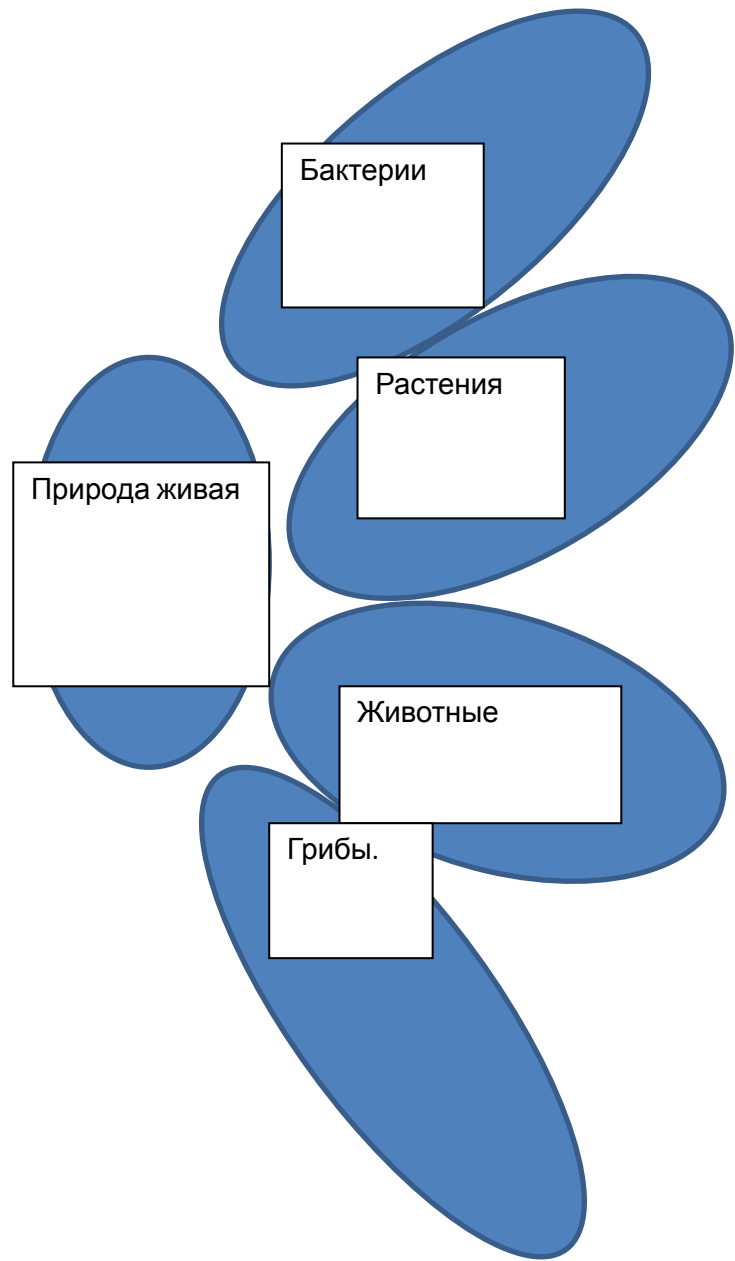 Бактерии
Растения
Природа живая
Животные
Грибы.